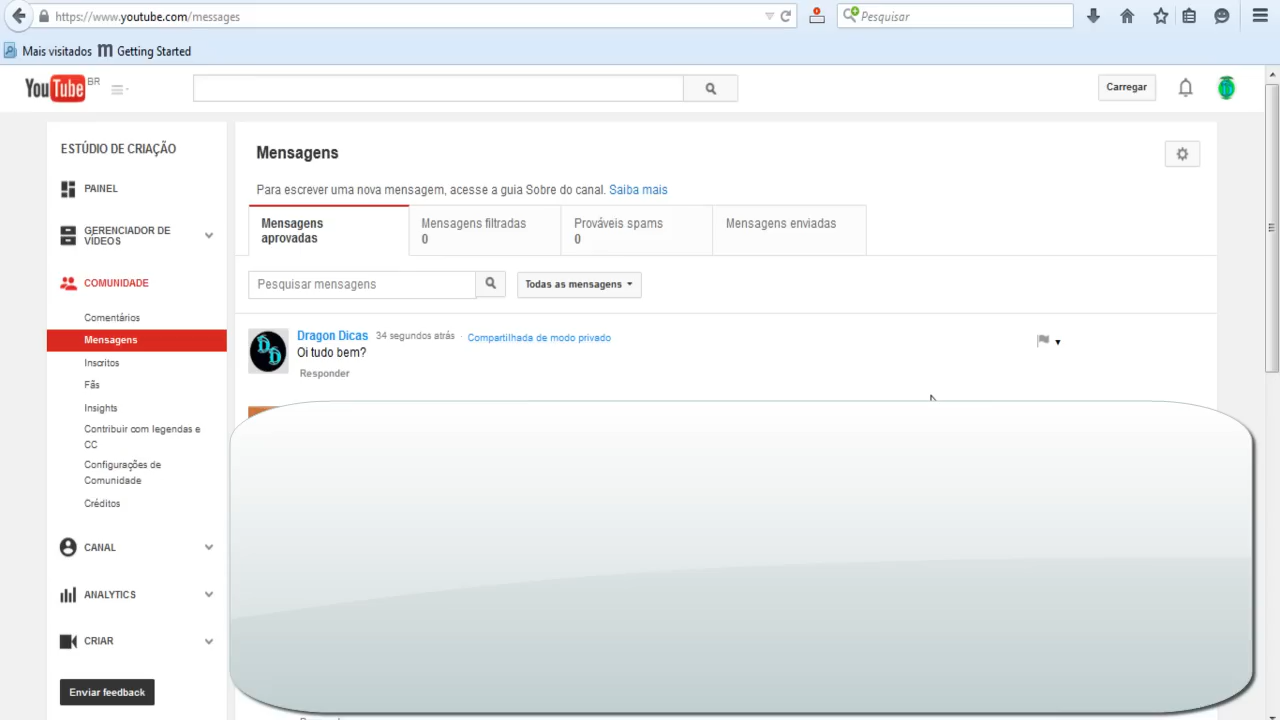 https://www.youtube.com/messages
Pesquisar
Mais visitados
m Getting Started
YouTube BR
Carregar
ESTÚDIO DE CRIAÇÃO
PAINEL
GERENCIADOR DE
VÍDEOS
COMUNIDADE
Comentários
Mensagens
Inscritos
Fãs
Insights
Contribuir com legendas e
CC
Configurações de
Comunidade
Créditos
CANAL
ANALYTICS
CRIAR
Enviar feedback
Mensagens
Para escrever uma nova mensagem, acesse a guia Sobre do canal. Saiba mais
Mensagens
aprovadas
Mensagens filtradas
0
Prováveis spams
0
Mensagens enviadas
Pesquisar mensagens
Todas as mensagens
DD
Dragon Dicas 34 segundos atrás · Compartilhada de modo privado
Oi tudo bem?
Responder